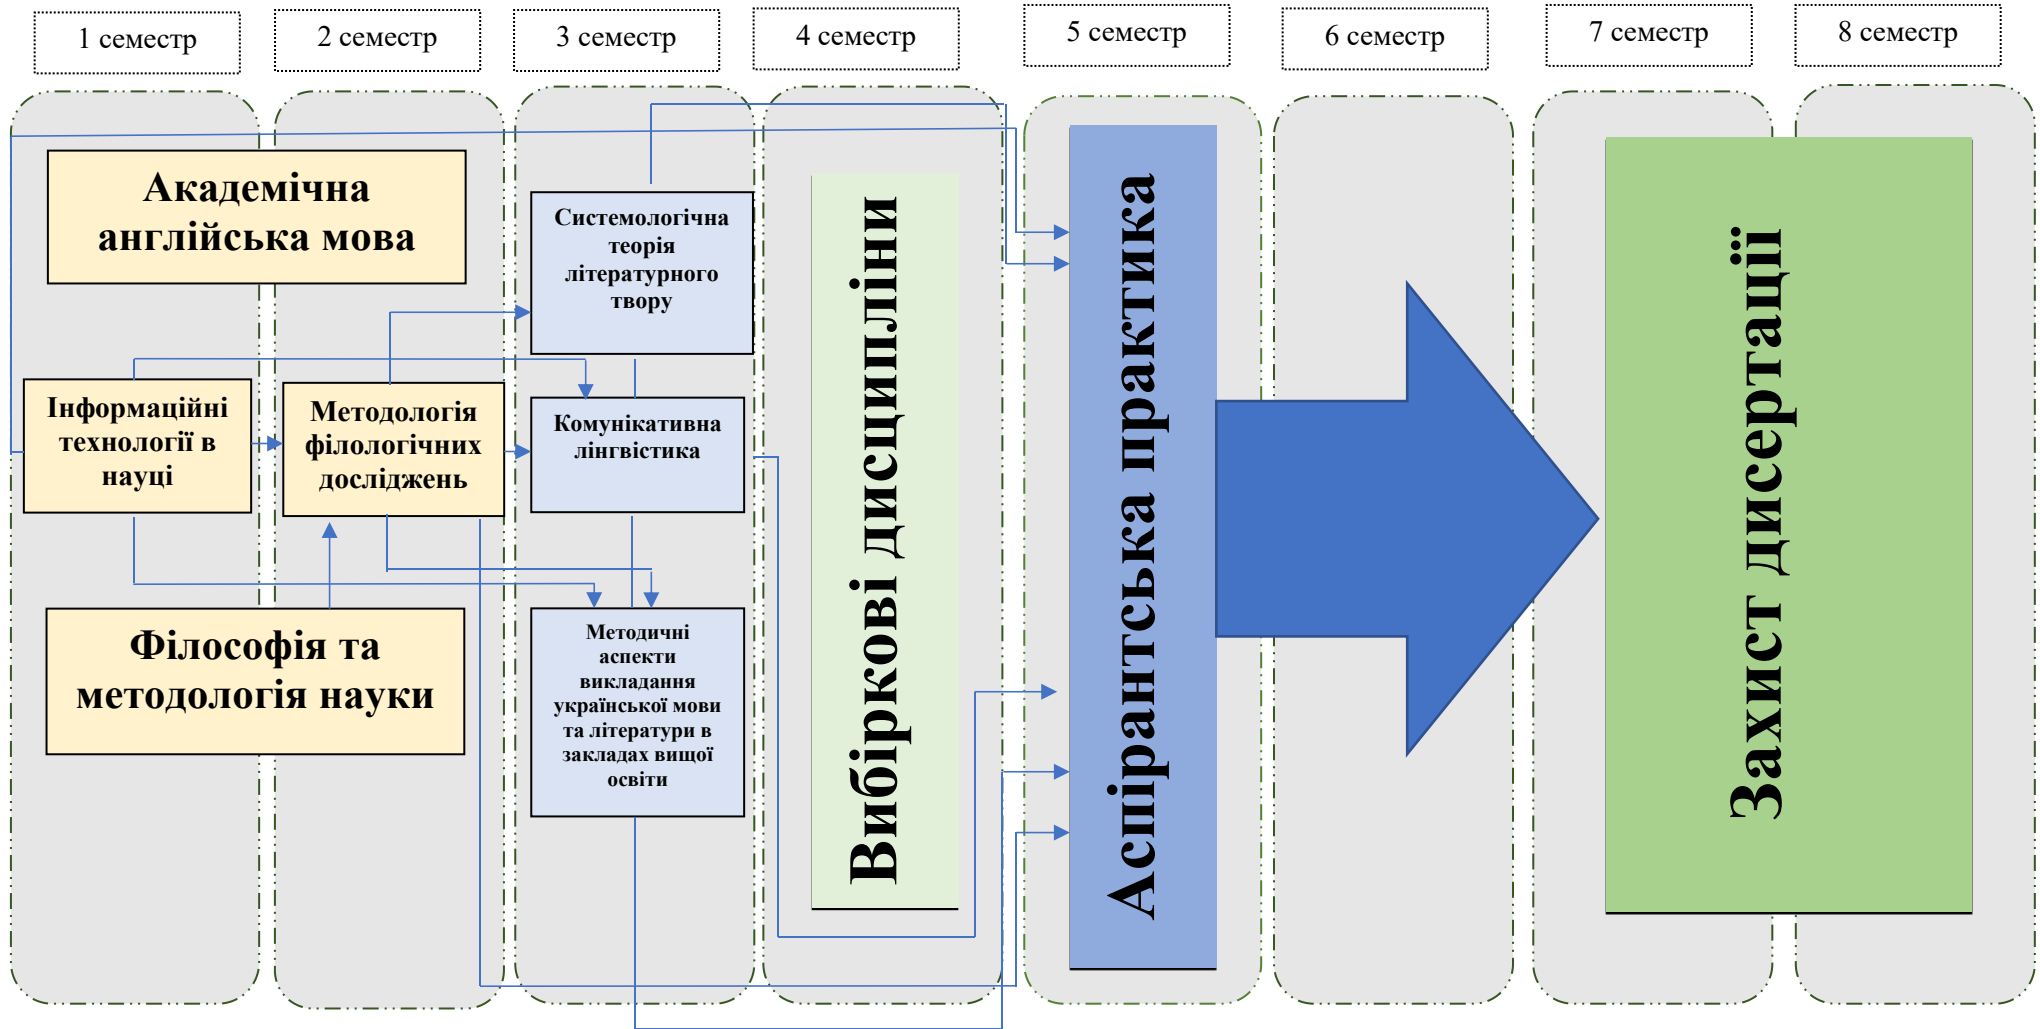 1 семестр
2 семестр
3 семестр
4 семестр
5 семестр
6 семестр
7 семестр
8 семестр
Академічна
англійська мова
Інформаційні
технології в
науці
Методологія
філологічних
досліджень
Філософія та
методологія науки
Системологічна
теорія
літературного
твору
Комунікативна
лінгвістика
Методичні
аспекти
викладання
української мови
та літератури в
закладах вищої
освіти
Вибіркові дисципліни
Аспірантська практика
Захист дисертації